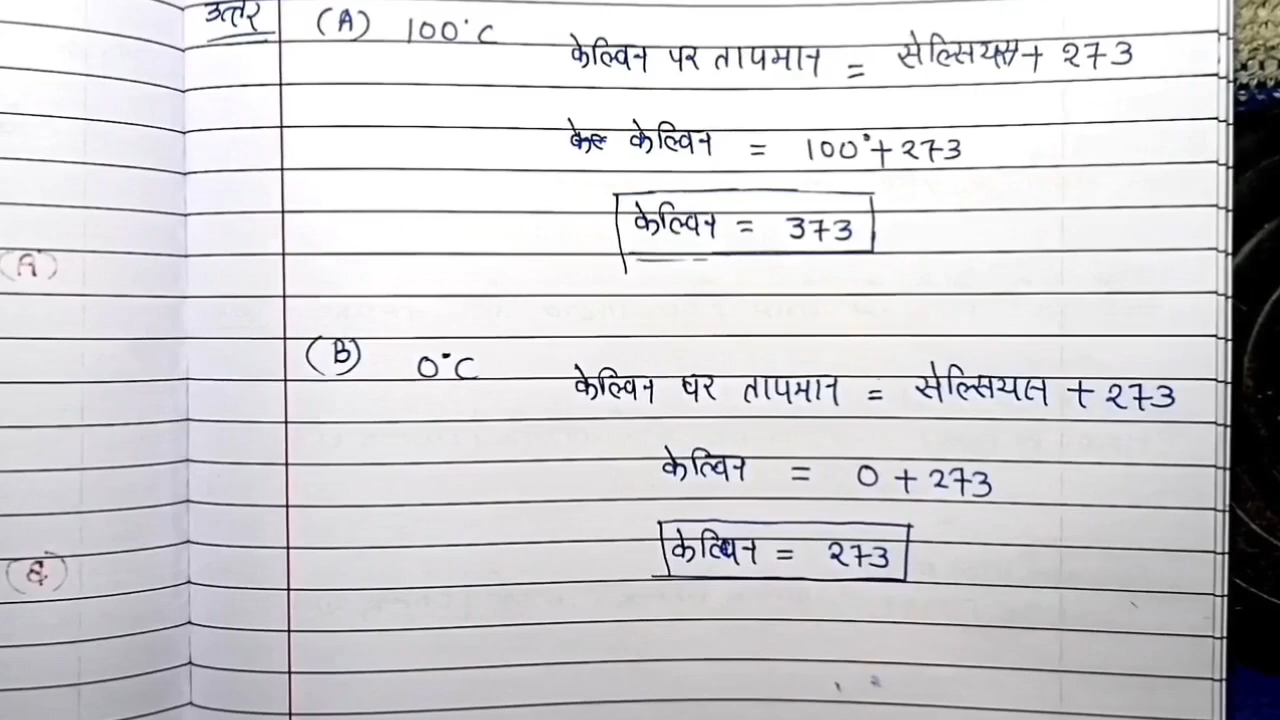 उत्तर (A) 100°C
केल्विन पर तापमान = सेल्सियस + 273
केल्विन = 100° + 273
केल्विन = 373
(A)
(B) 0°C
केल्विन पर तापमान = सेल्सियस + 273
केल्विन = 0 + 273
केल्विन = 273